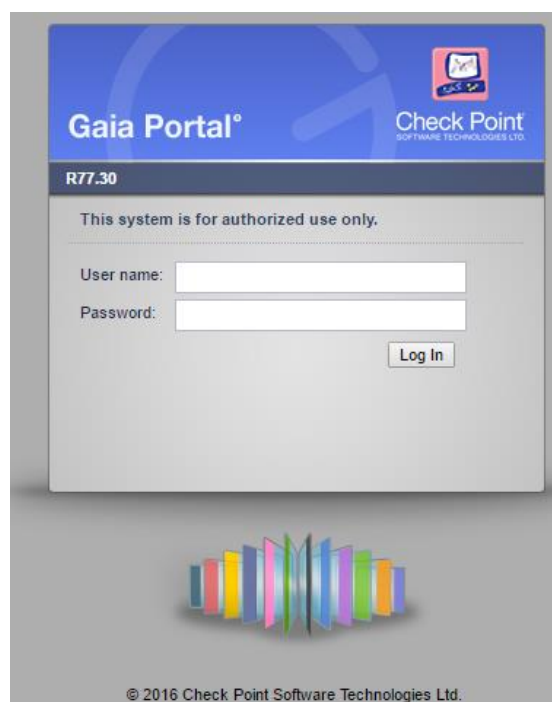 Gaia Portal°
Check Point
SOFTWARE TECHNOLOGIES LTD.
R77.30
This system is for authorized use only.
User name:
Password:
Log In
© 2016 Check Point Software Technologies Ltd.